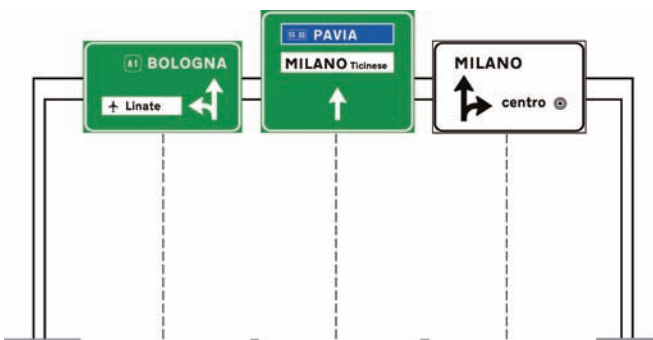 A1 BOLOGNA
Linate
SS 35 PAVIA
MILANO Ticinese
MILANO
centro